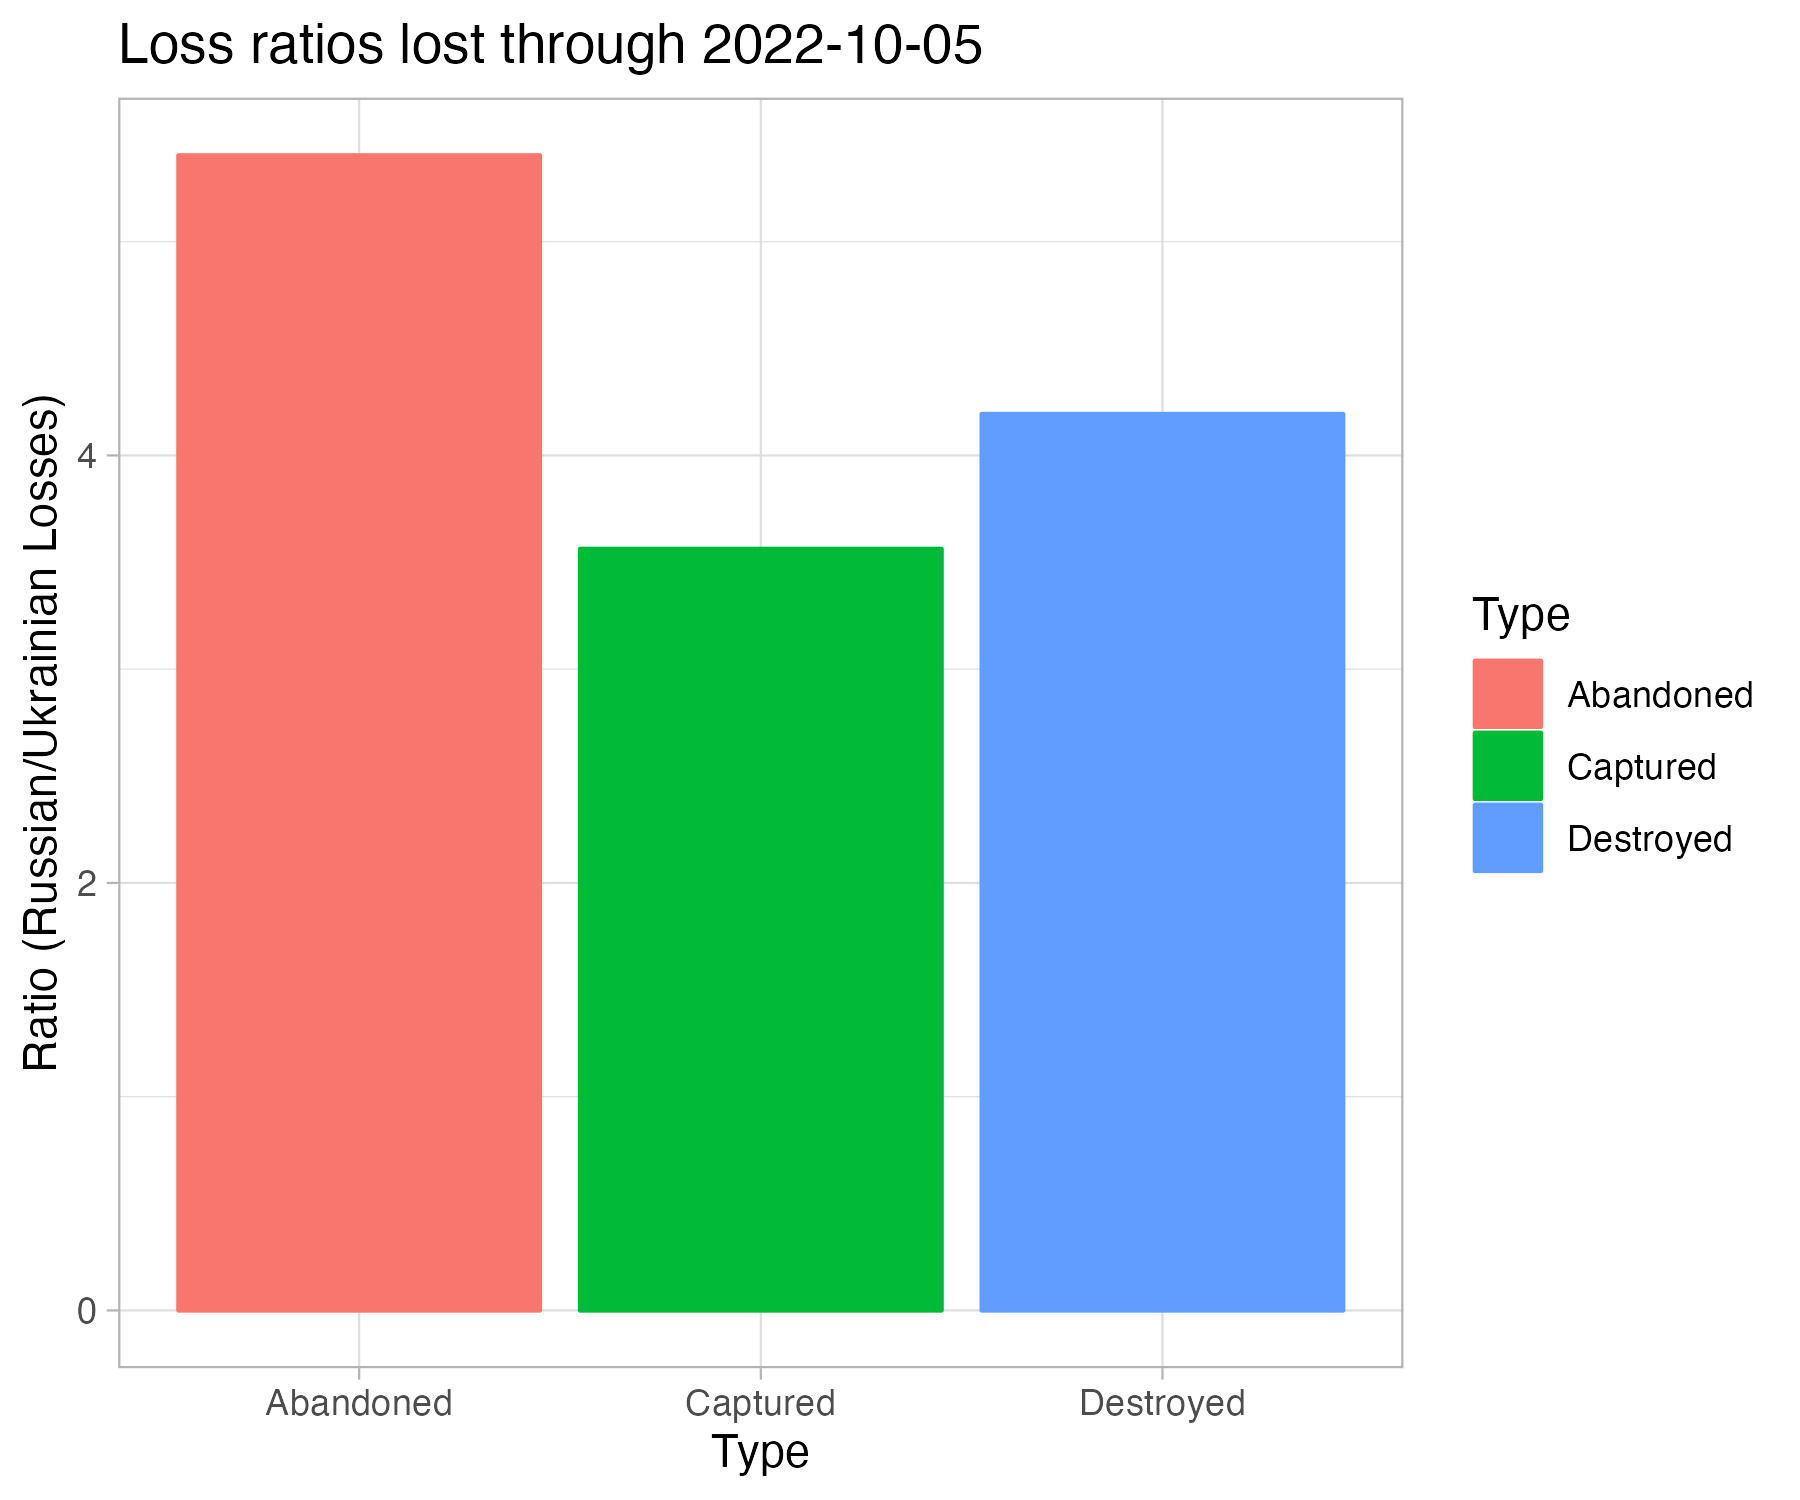 Loss ratios lost through 2022-10-05
Ratio (Russian/Ukrainian Losses)
4
2
0
Abandoned
Captured
Destroyed
Type
Type
Abandoned
Captured
Destroyed